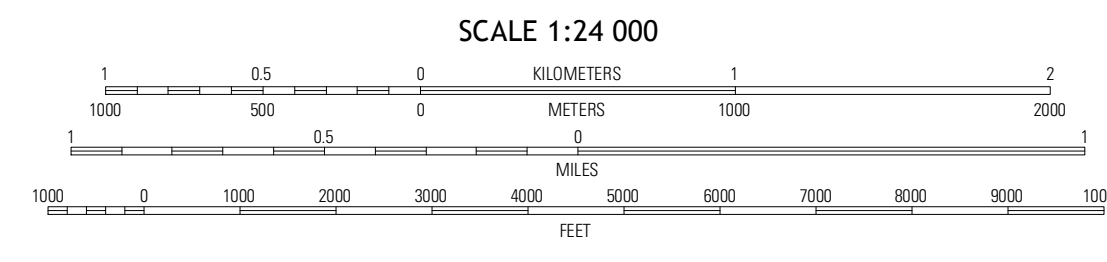 SCALE 1:24 000
1 0.5 0 KILOMETERS 1 2
1000 500 0 METERS 1000 2000
1 0.5 0 1
MILES
1000 0 1000 2000 3000 4000 5000 6000 7000 8000 9000 100
FEET